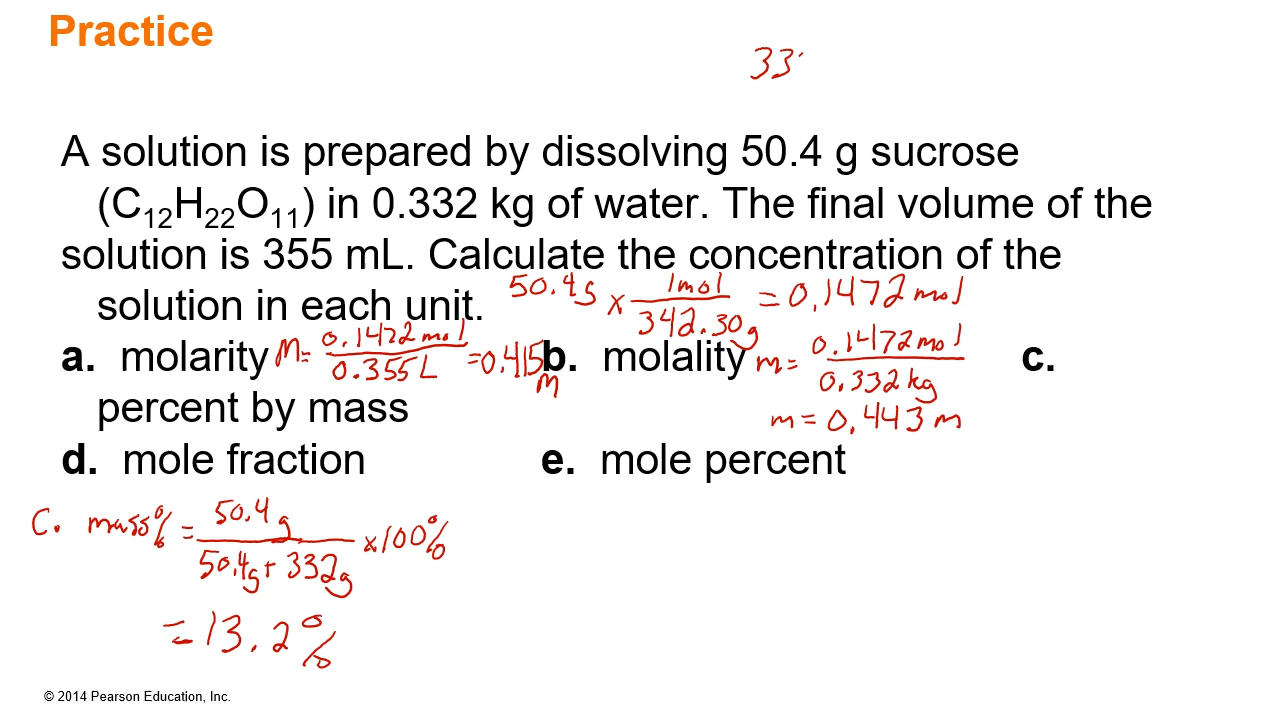 Practice
33
A solution is prepared by dissolving 50.4 g sucrose
(C₁₂H₂₂O₁₁) in 0.332 kg of water. The final volume of the
solution is 355 mL. Calculate the concentration of the
solution in each unit.
50.4g x 1mol / 342.30g = 0.1472 mol
a. molarity M = 0.1472 mol / 0.355 L = 0.415 M
b. molality m = 0.1472 mol / 0.332 kg
m = 0.443 m
c.
percent by mass
d. mole fraction e. mole percent
C. mass% = 50.4 g / 50.4g + 332g x 100%
= 13.2%
© 2014 Pearson Education, Inc.